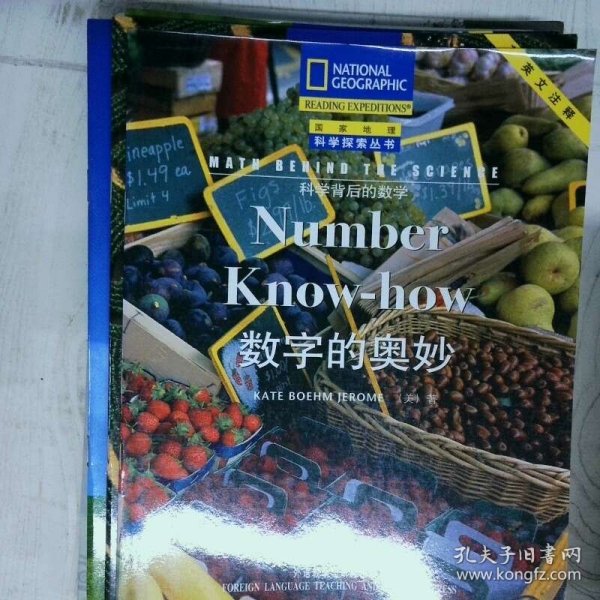 NATIONAL
GEOGRAPHIC
READING EXPEDITIONS®
国家地理
科学探索丛书
英文注释
MATH BEHIND THE SCIENCE
科学背后的数学
ineapple
$1.49 ea
Limit 4
Figs
Number
Know-how
数字的奥妙
KATE BOEHM JEROME (美) 著
FOREIGN LANGUAGE TEACHING AND
孔夫子旧书网
www.kongfz.com